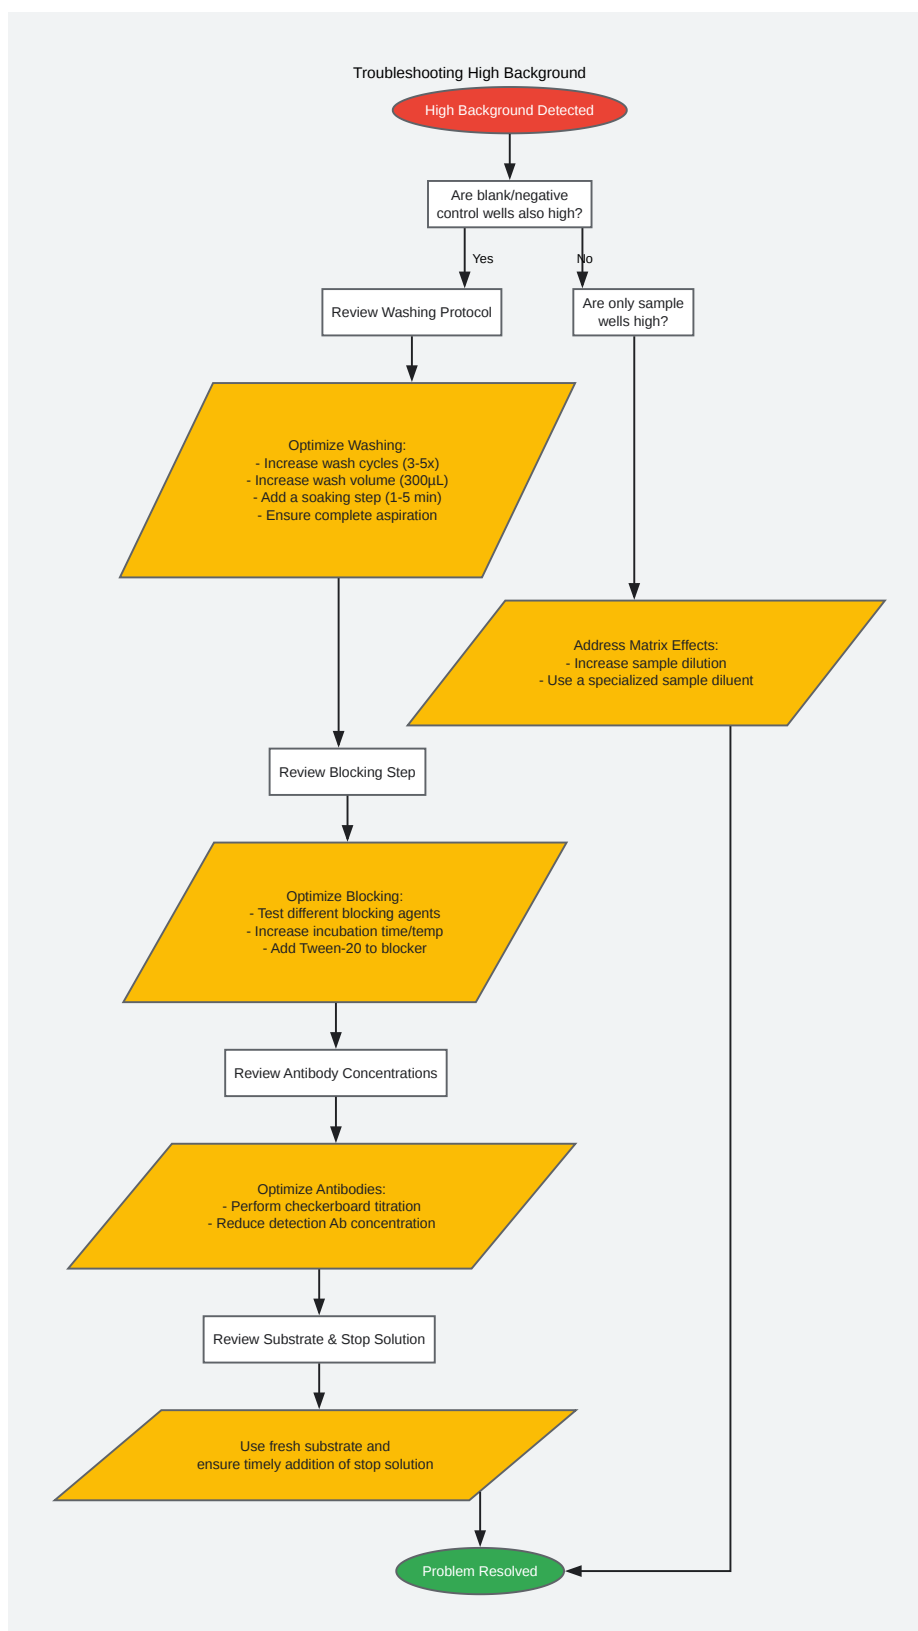 Troubleshooting High Background
High Background Detected
Are blank/negative
control wells also high?
Yes
No
Review Washing Protocol
Are only sample
wells high?
Optimize Washing:
- Increase wash cycles (3-5x)
- Increase wash volume (300µL)
- Add a soaking step (1-5 min)
- Ensure complete aspiration
Address Matrix Effects:
- Increase sample dilution
- Use a specialized sample diluent
Review Blocking Step
Optimize Blocking:
- Test different blocking agents
- Increase incubation time/temp
- Add Tween-20 to blocker
Review Antibody Concentrations
Optimize Antibodies:
- Perform checkerboard titration
- Reduce detection Ab concentration
Review Substrate & Stop Solution
Use fresh substrate and
ensure timely addition of stop solution
Problem Resolved